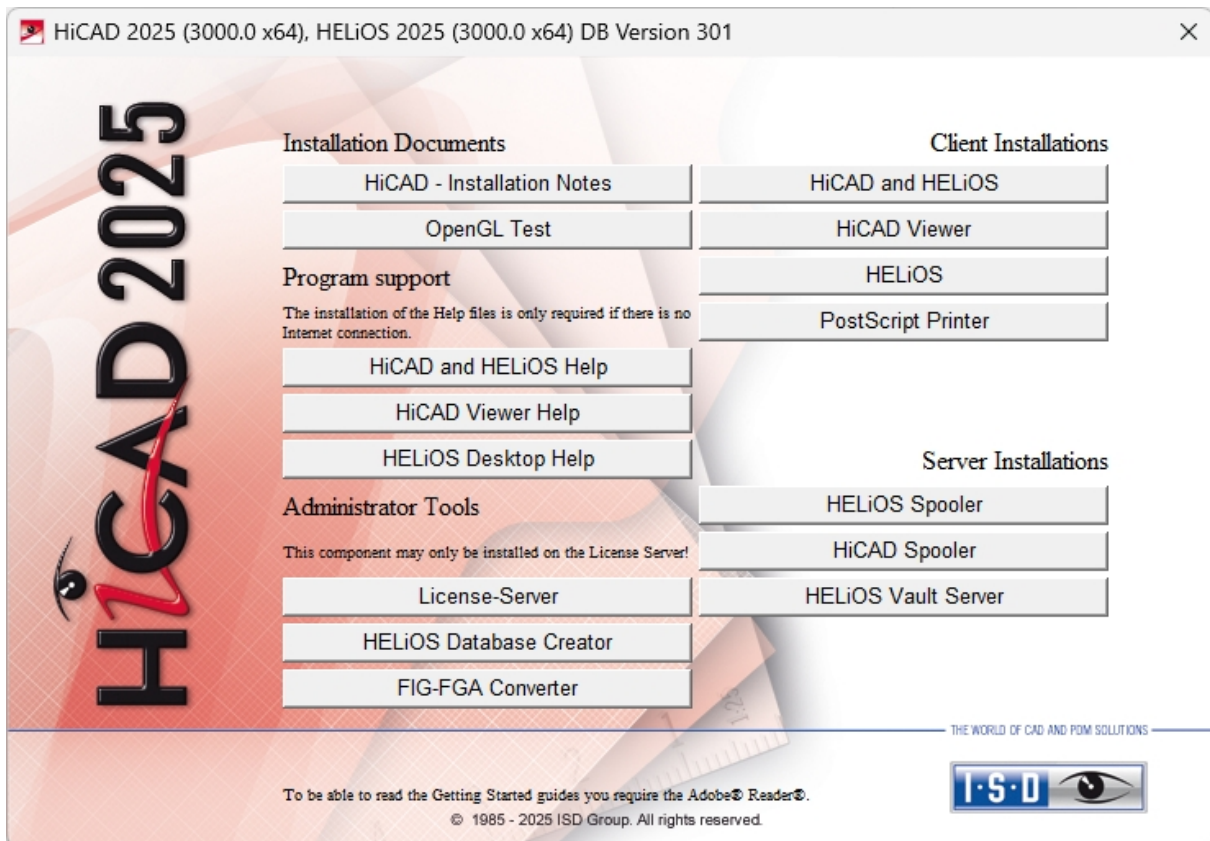 HiCAD 2025 (3000.0 x64), HELiOS 2025 (3000.0 x64) DB Version 301
HiCAD 2025
Installation Documents
HiCAD - Installation Notes
OpenGL Test
Program support
The installation of the Help files is only required if there is no
Internet connection.
HiCAD and HELiOS Help
HiCAD Viewer Help
HELiOS Desktop Help
Administrator Tools
This component may only be installed on the License Server!
License-Server
HELiOS Database Creator
FIG-FGA Converter
Client Installations
HiCAD and HELiOS
HiCAD Viewer
HELiOS
PostScript Printer
Server Installations
HELiOS Spooler
HiCAD Spooler
HELiOS Vault Server
1:25
1
THE WORLD OF CAD AND PDM SOLUTIONS
I·S·D
To be able to read the Getting Started guides you require the Adobe® Reader®.
© 1985 - 2025 ISD Group. All rights reserved.